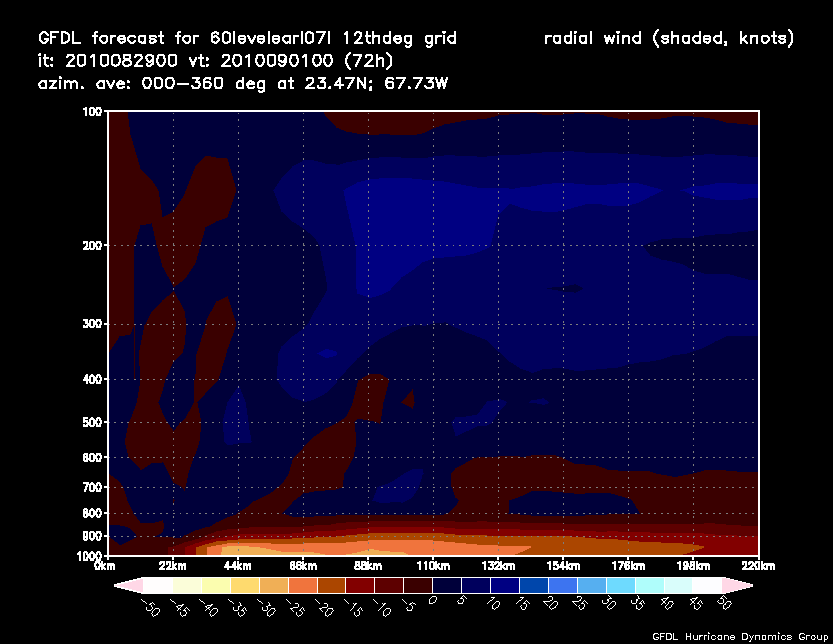 GFDL forecast for 60levelearl07l 12thdeg grid radial wind (shaded, knots)
it: 2010082900 vt: 2010090100 (72h)
azim. ave: 000-360 deg at 23.47N; 67.73W
100
200
300
400
500
600
700
800
900
1000
0km 22km 44km 66km 88km 110km 132km 154km 176km 198km 220km
-50 -45 -40 -35 -30 -25 -20 -15 -10 -5 0 5 10 15 20 25 30 35 40 45 50
GFDL Hurricane Dynamics Group